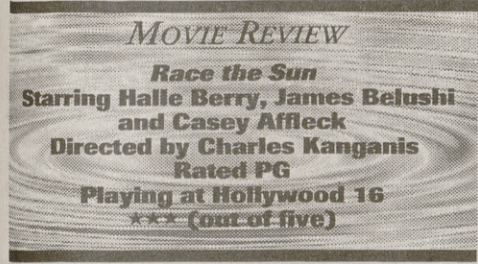 MOVIE REVIEW
Race the Sun
Starring Halle Berry, James Belushi
and Casey Affleck
Directed by Charles Kanganis
Rated PG
Playing at Hollywood 16
*** (out of five)